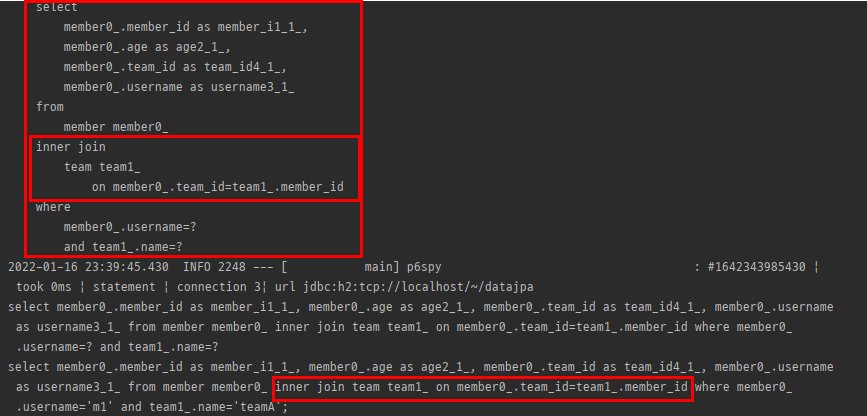 select
member0_.member_id as member_i1_1_,
member0_.age as age2_1_,
member0_.team_id as team_id4_1_,
member0_.username as username3_1_
from
member member0_
inner join
team team1_
on member0_.team_id=team1_.member_id
where
member0_.username=?
and team1_.name=?
2022-01-16 23:39:45.430  INFO 2248 --- [           main] p6spy                                    : #1642343985430 ¦
took 0ms ¦ statement ¦ connection 3¦ url jdbc:h2:tcp://localhost/~/datajpa
select member0_.member_id as member_i1_1_, member0_.age as age2_1_, member0_.team_id as team_id4_1_, member0_.username
as username3_1_ from member member0_ inner join team team1_ on member0_.team_id=team1_.member_id where member0_
.username=? and team1_.name=?
select member0_.member_id as member_i1_1_, member0_.age as age2_1_, member0_.team_id as team_id4_1_, member0_.username
as username3_1_ from member member0_ inner join team team1_ on member0_.team_id=team1_.member_id where member0_
.username='m1' and team1_.name='teamA';